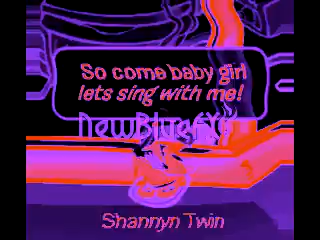 So come baby girl
lets sing with me!
NewBlueFX
Shannyn Twin